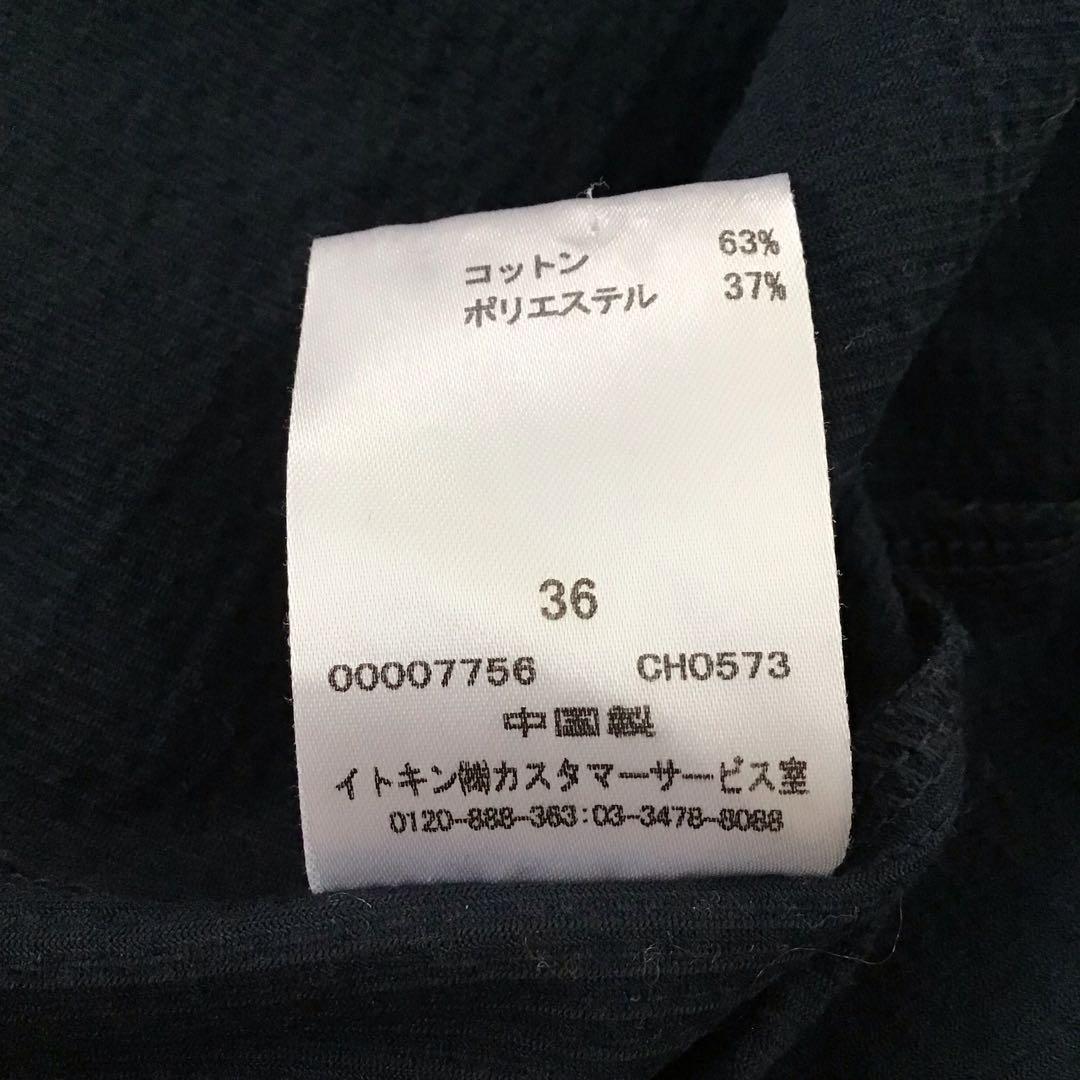 コットン 63%
ポリエステル 37%
36
00007756 CH0573
中国製
イトキン㈱カスタマーサービス室
0120-888-363:03-3478-8088